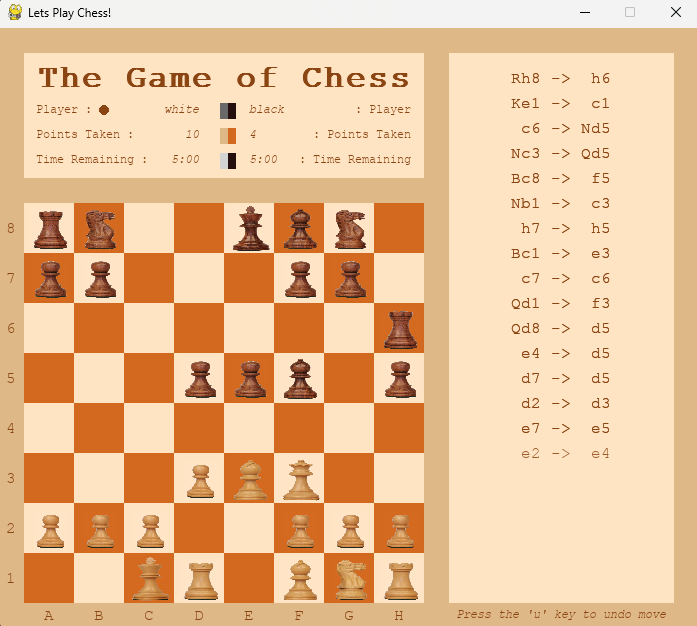 Lets Play Chess!
The Game of Chess
Player : white black : Player
Points Taken : 10 4 : Points Taken
Time Remaining : 5:00 5:00 : Time Remaining
Rh8 -> h6
Ke1 -> c1
c6 -> Nd5
Nc3 -> Qd5
Bc8 -> f5
Nb1 -> c3
h7 -> h5
Bc1 -> e3
c7 -> c6
Qd1 -> f3
Qd8 -> d5
e4 -> d5
d7 -> d5
d2 -> d3
e7 -> e5
e2 -> e4
8
7
6
5
4
3
2
1
A B C D E F G H
Press the 'u' key to undo move